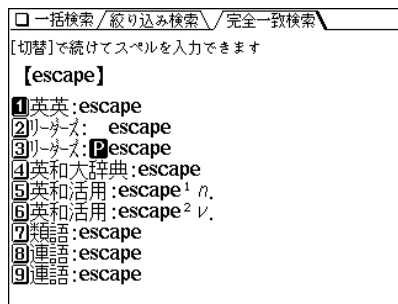 □ 一括検索 / 絞り込み検索 \ / 完全一致検索 \
[切替]で続けてスペルを入力できます
【escape】
1 英英:escape
2 ﾘｰﾀﾞｰｽﾞ: escape
3 ﾘｰﾀﾞｰｽﾞ: P escape
4 英和大辞典:escape
5 英和活用:escape¹ n.
6 英和活用:escape² v.
7 類語:escape
8 連語:escape
9 連語:escape